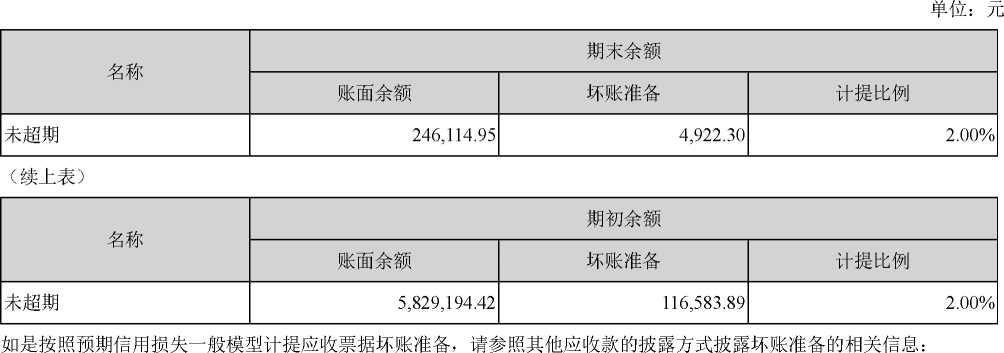 单位：元
名称 期末余额
账面余额 坏账准备 计提比例
未超期 246,114.95 4,922.30 2.00%
（续上表）
名称 期初余额
账面余额 坏账准备 计提比例
未超期 5,829,194.42 116,583.89 2.00%
如是按照预期信用损失一般模型计提应收票据坏账准备，请参照其他应收款的披露方式披露坏账准备的相关信息：